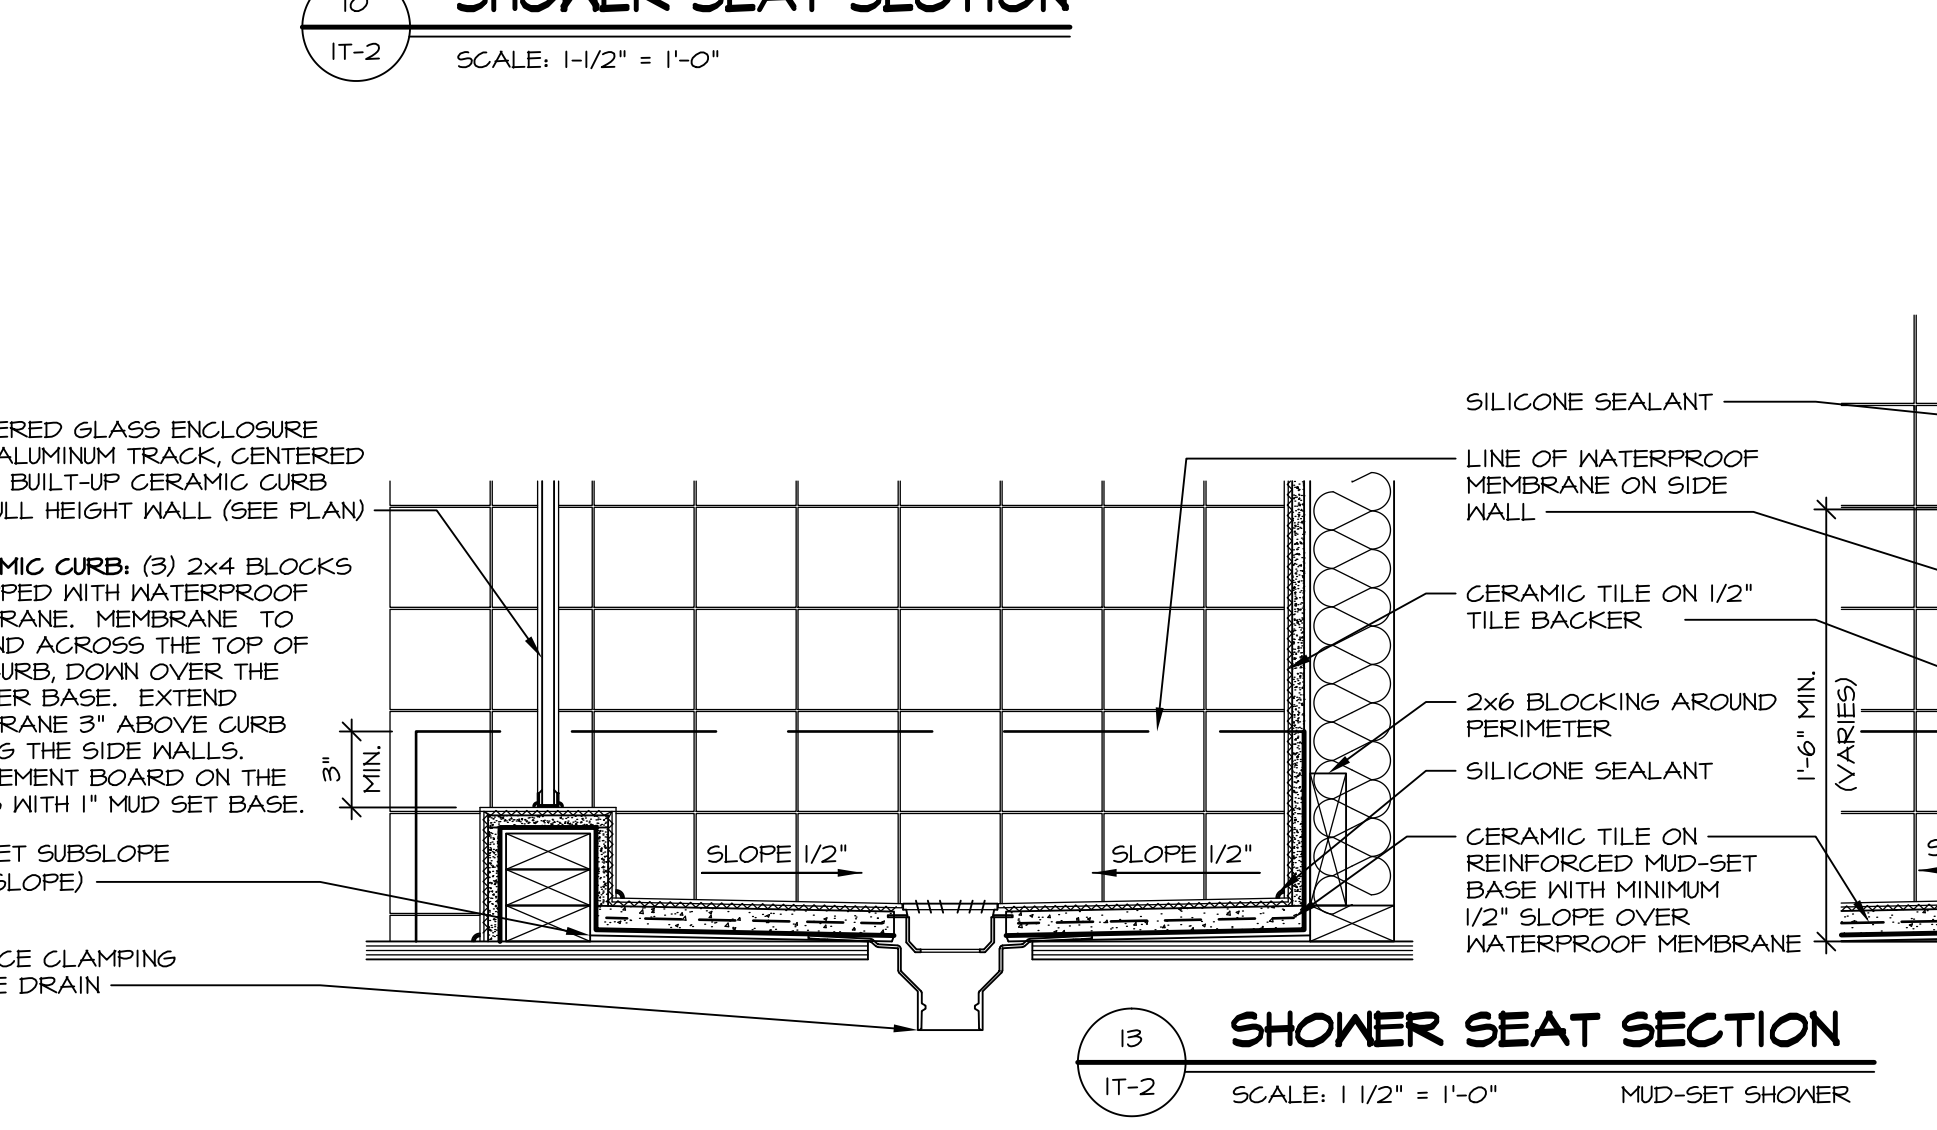 10
SHOWER SEAT SECTION
IT-2
SCALE: 1-1/2" = 1'-0"
ERED GLASS ENCLOSURE
ALUMINUM TRACK, CENTERED
BUILT-UP CERAMIC CURB
ULL HEIGHT WALL (SEE PLAN)
MIC CURB: (3) 2x4 BLOCKS
PPED WITH WATERPROOF
BRANE. MEMBRANE TO
ND ACROSS THE TOP OF
CURB, DOWN OVER THE
ER BASE. EXTEND
BRANE 3" ABOVE CURB
G THE SIDE WALLS.
EMENT BOARD ON THE
WITH 1" MUD SET BASE.
ET SUBSLOPE
SLOPE)
CE CLAMPING
E DRAIN
3"
MIN.
SLOPE 1/2"
SLOPE 1/2"
SILICONE SEALANT
LINE OF WATERPROOF
MEMBRANE ON SIDE
WALL
CERAMIC TILE ON 1/2"
TILE BACKER
2x6 BLOCKING AROUND
PERIMETER
SILICONE SEALANT
CERAMIC TILE ON
REINFORCED MUD-SET
BASE WITH MINIMUM
1/2" SLOPE OVER
WATERPROOF MEMBRANE
1'-6" MIN.
(VARIES)
13
SHOWER SEAT SECTION
IT-2
SCALE: 1 1/2" = 1'-0" MUD-SET SHOWER